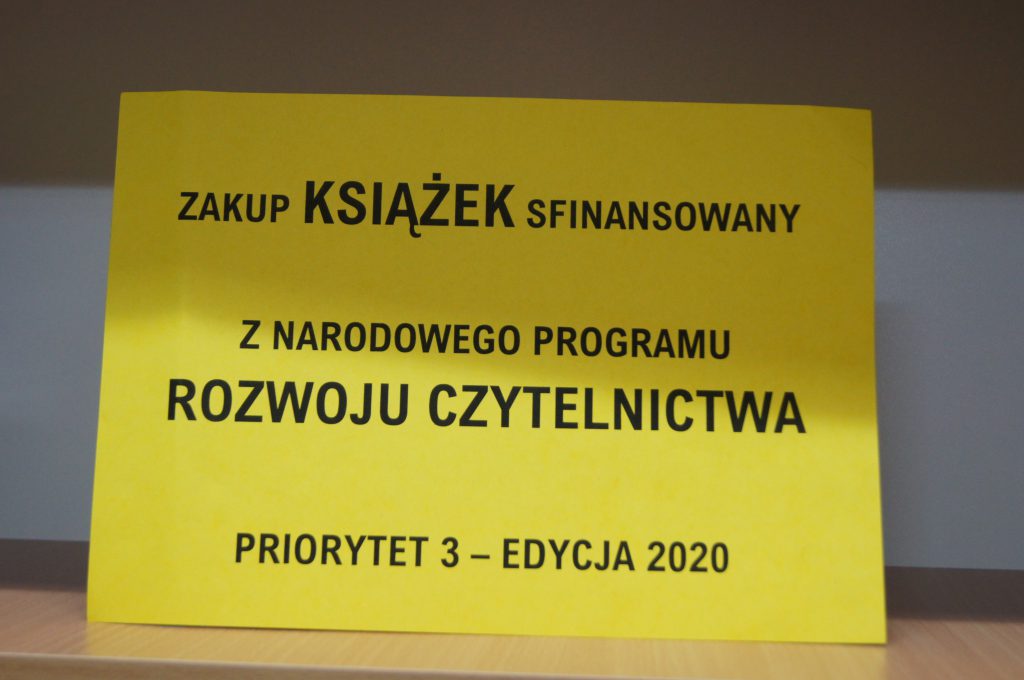 ZAKUP KSIĄŻEK SFINANSOWANY
Z NARODOWEGO PROGRAMU
ROZWOJU CZYTELNICTWA
PRIORYTET 3 – EDYCJA 2020